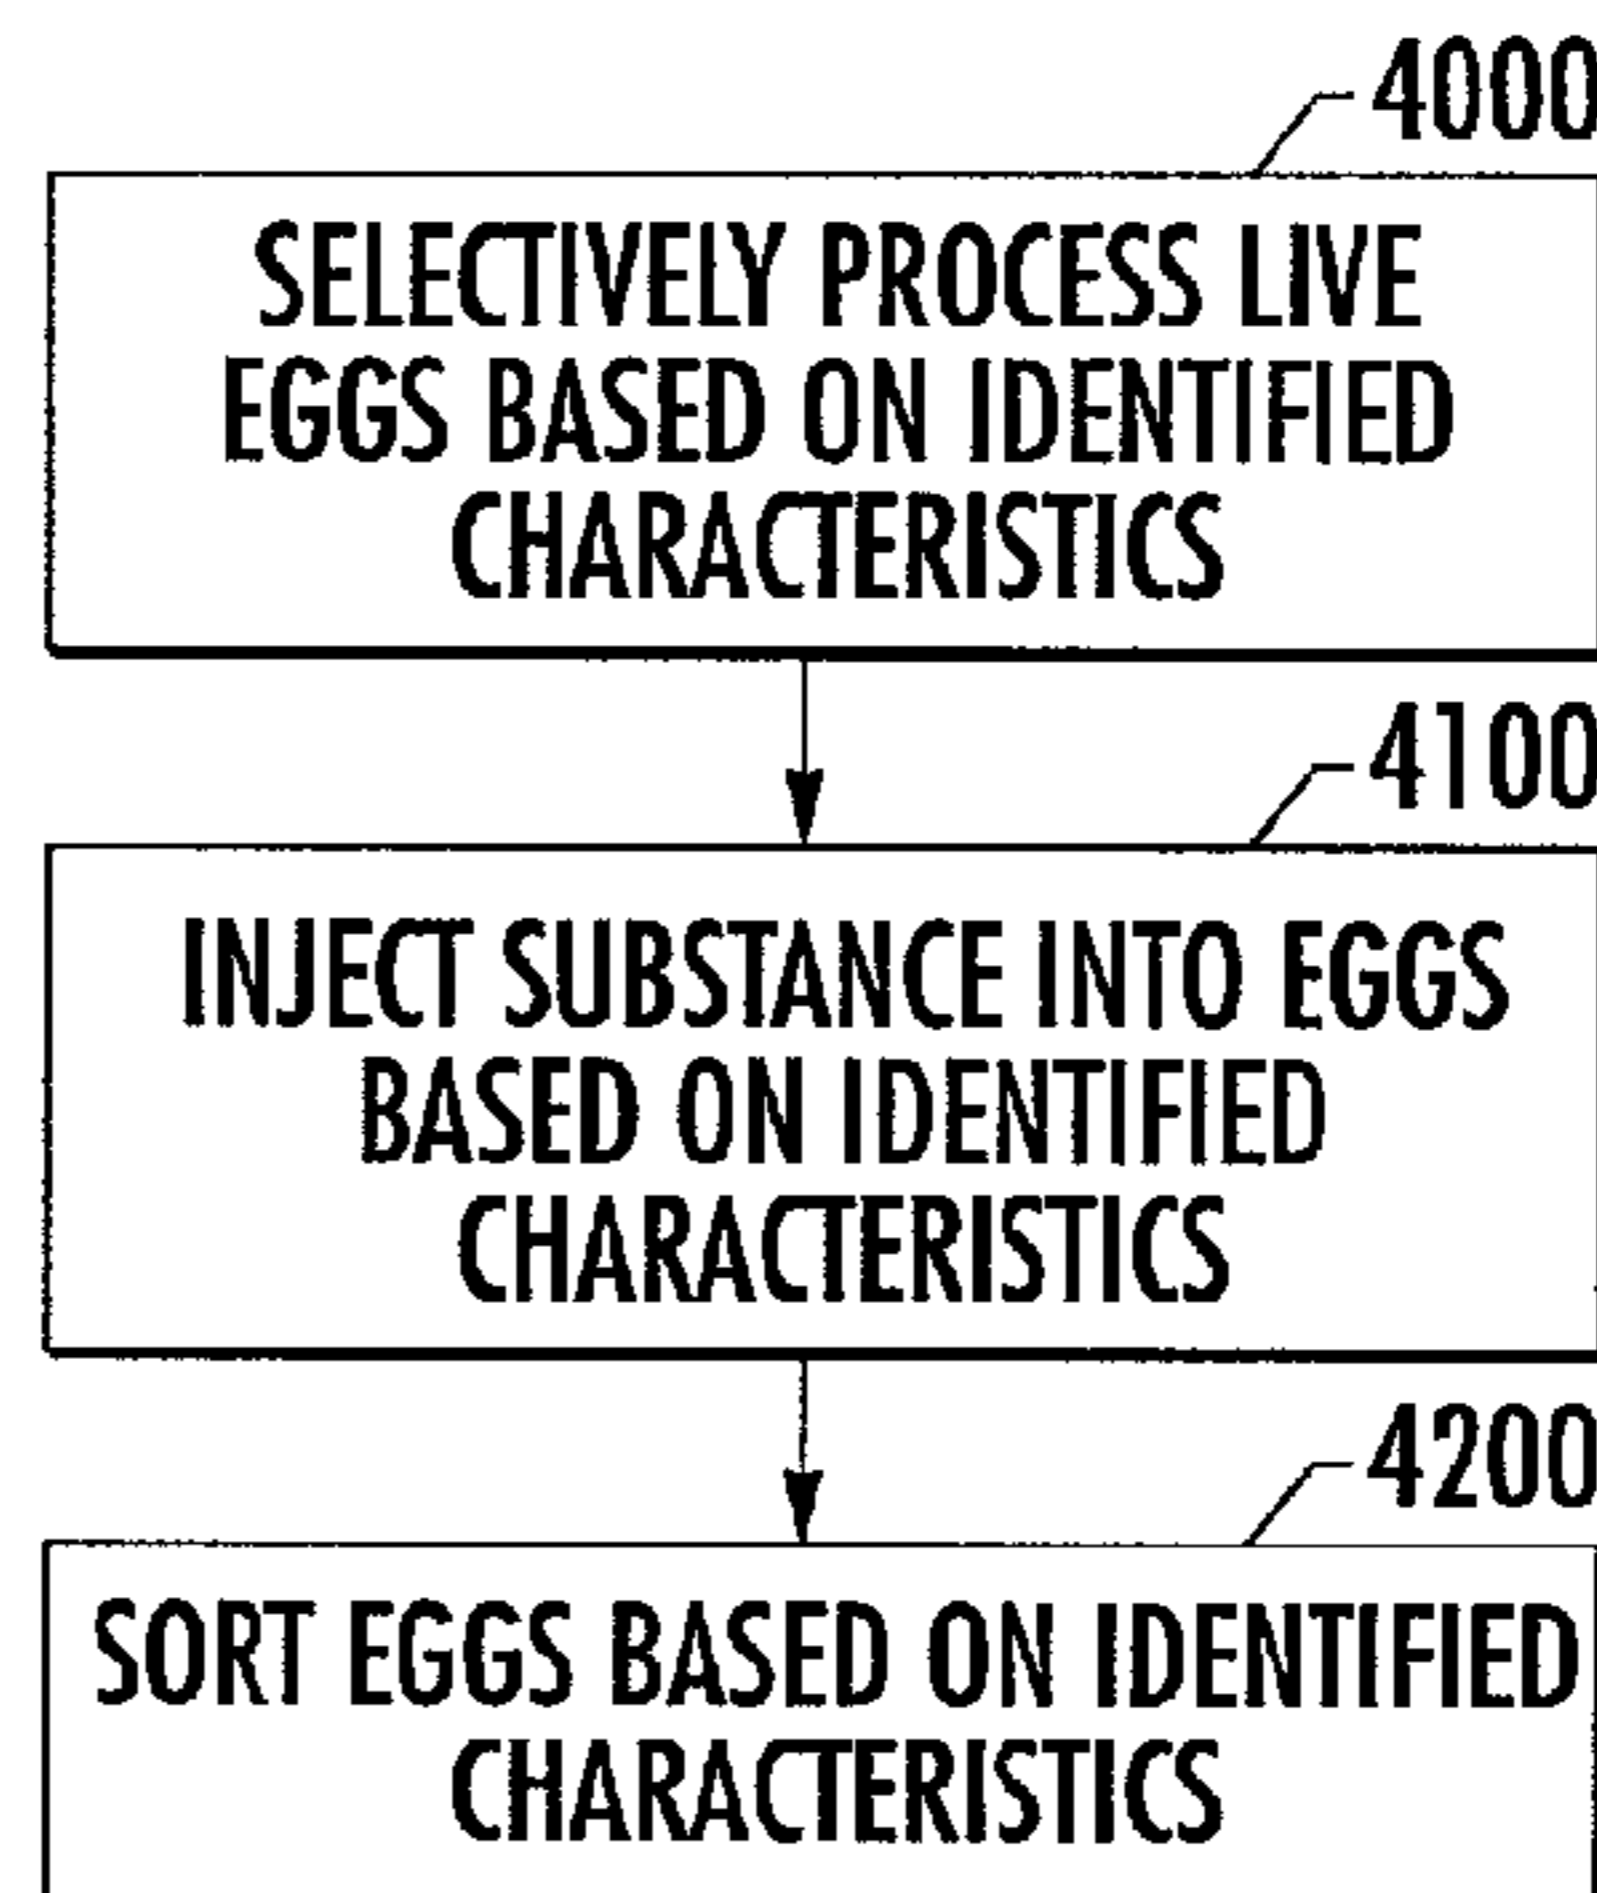 4000
SELECTIVELY PROCESS LIVE
EGGS BASED ON IDENTIFIED
CHARACTERISTICS
4100
INJECT SUBSTANCE INTO EGGS
BASED ON IDENTIFIED
CHARACTERISTICS
4200
SORT EGGS BASED ON IDENTIFIED
CHARACTERISTICS